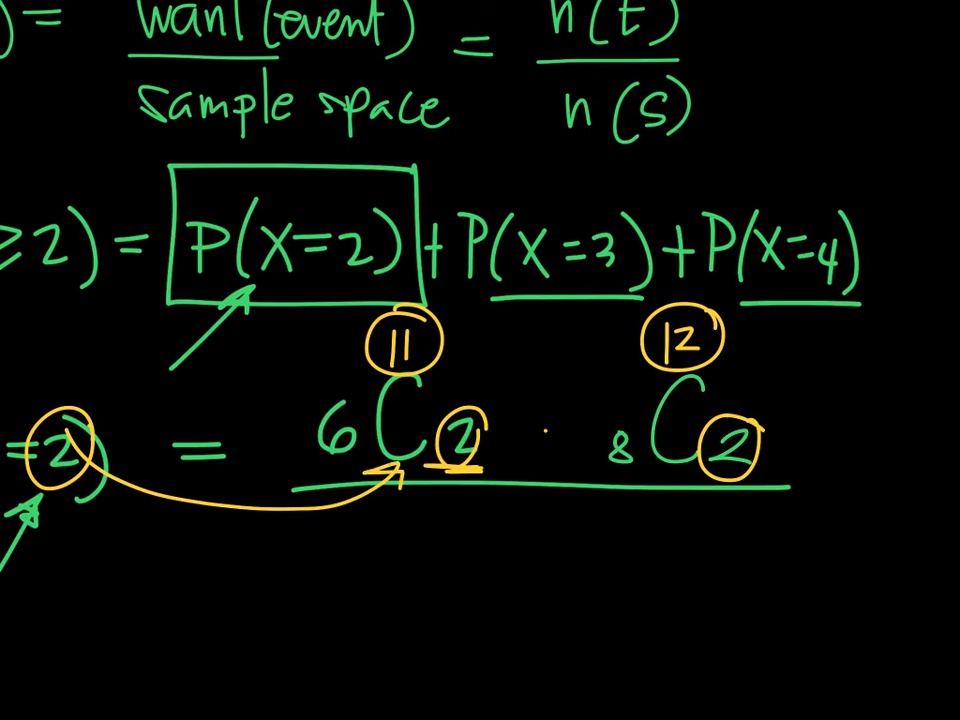 ) = want (event) / sample space = n(t) / n(s)
≥2) = P(X=2) + P(X=3) + P(X=4)
11 12
=2) = 6C2 · 8C2